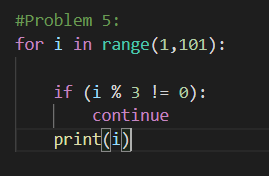 #Problem 5:
for i in range(1,101):
    if (i % 3 != 0):
        continue
    print(i)